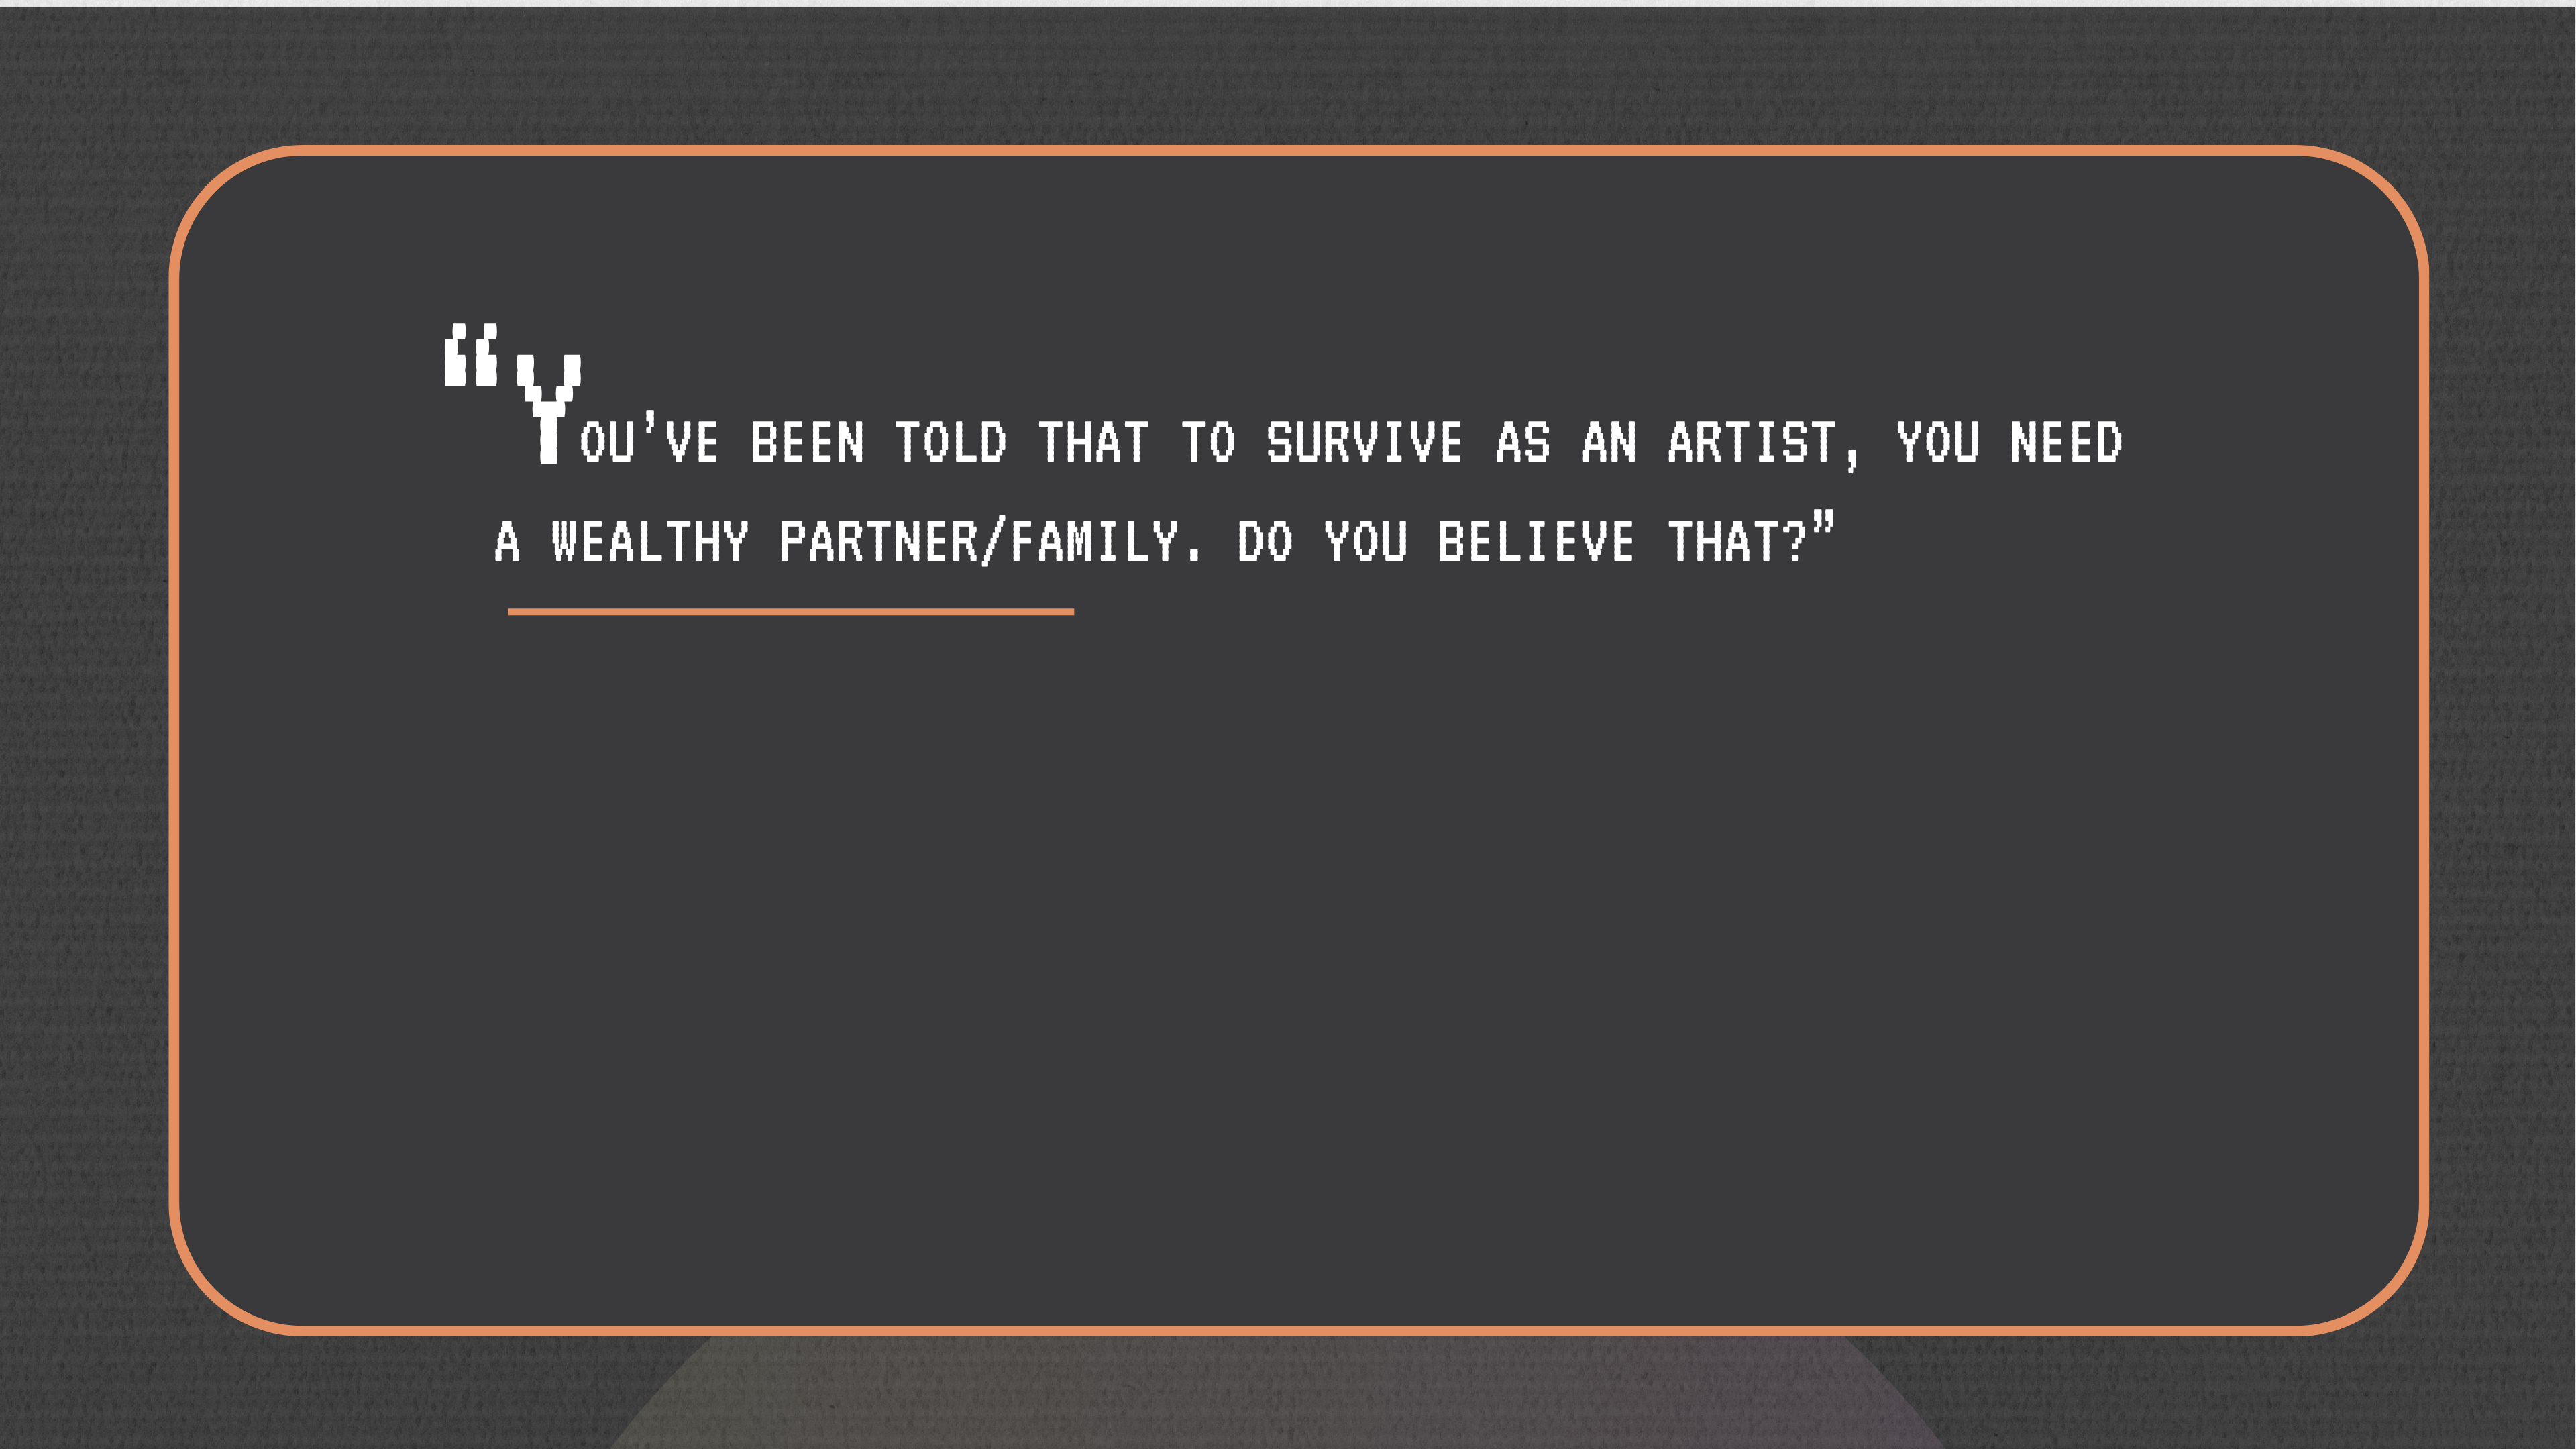 “YOU’VE BEEN TOLD THAT TO SURVIVE AS AN ARTIST, YOU NEED
A WEALTHY PARTNER/FAMILY. DO YOU BELIEVE THAT?”